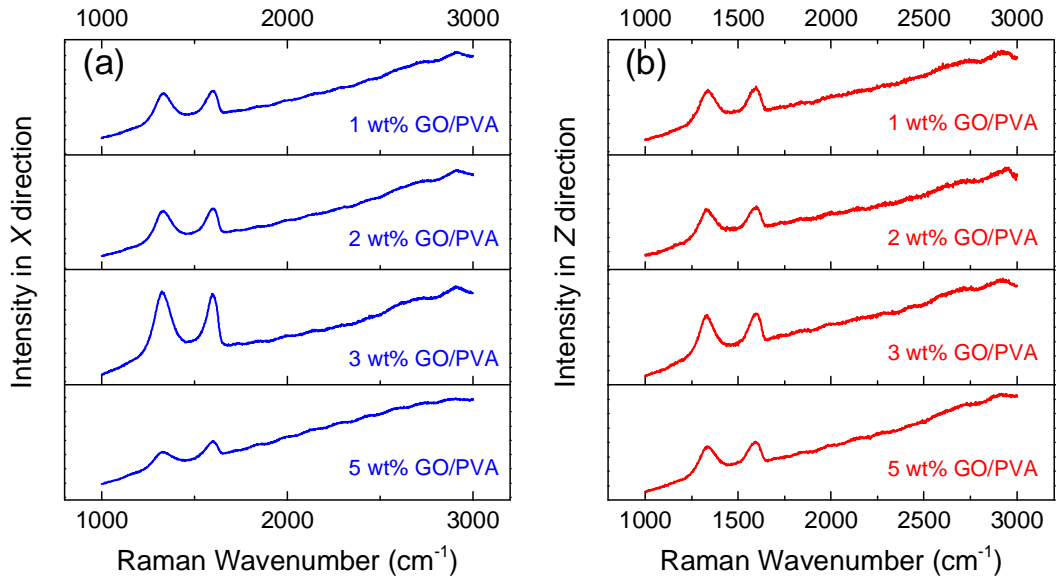 1000 2000 3000
(a)
1 wt% GO/PVA
2 wt% GO/PVA
3 wt% GO/PVA
5 wt% GO/PVA
Intensity in X direction
1000 2000 3000
Raman Wavenumber (cm-1)
1000 1500 2000 2500 3000
(b)
1 wt% GO/PVA
2 wt% GO/PVA
3 wt% GO/PVA
5 wt% GO/PVA
Intensity in Z direction
1000 1500 2000 2500 3000
Raman Wavenumber (cm-1)